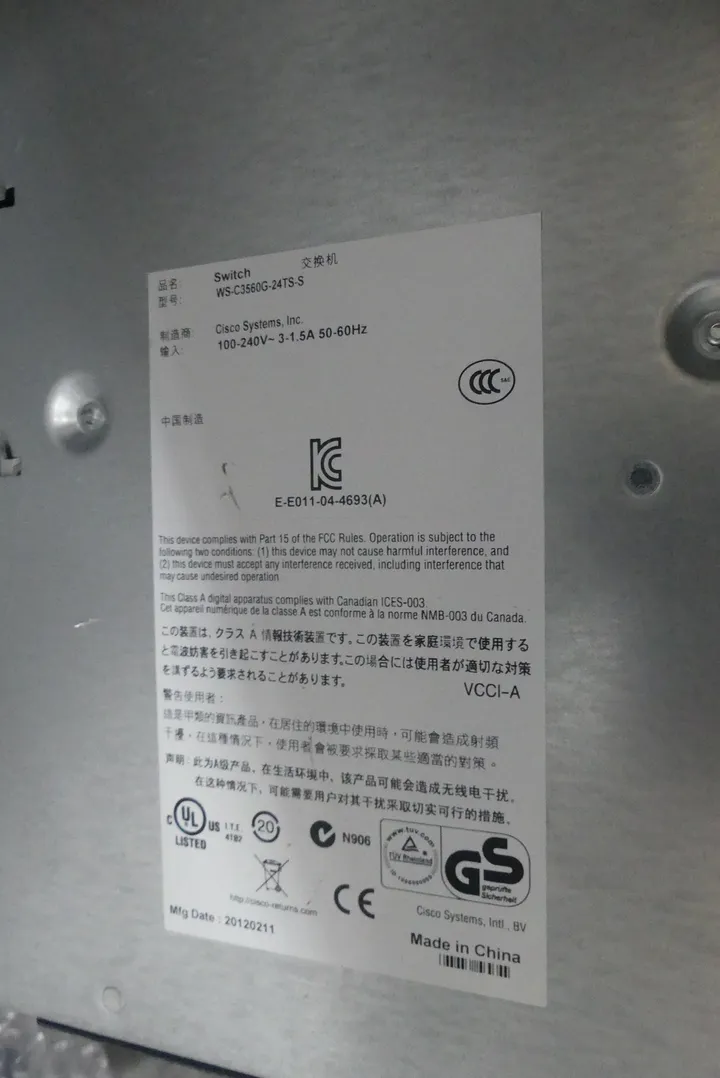 品名: Switch 交换机
型号: WS-C3560G-24TS-S
制造商: Cisco Systems, Inc.
输入: 100-240V~ 3-1.5A 50-60Hz
CCC S&E
中国制造
KC
E-E011-04-4693(A)
This device complies with Part 15 of the FCC Rules. Operation is subject to the
following two conditions: (1) this device may not cause harmful interference, and
(2) this device must accept any interference received, including interference that
may cause undesired operation
This Class A digital apparatus complies with Canadian ICES-003.
Cet appareil numérique de la classe A est conforme à la norme NMB-003 du Canada.
この装置は、クラス A 情報技術装置です。この装置を家庭環境で使用する
と電波妨害を引き起こすことがあります。この場合には使用者が適切な対策
を講ずるよう要求されることがあります。
VCCI-A
警告使用者:
這是甲類的資訊產品,在居住的環境中使用時,可能會造成射頻
干擾,在這種情況下,使用者會被要求採取某些適當的對策。
声明:此为A级产品,在生活环境中,该产品可能会造成无线电干扰。
在这种情况下,可能需要用户对其干扰采取切实可行的措施。
C UL US LISTED
I.T.E.
4192
20
N906
www.tuv.com
TÜV Rheinland
GS
geprüfte
Sicherheit
http://cisco-returns.com
CE
Cisco Systems, Intl., BV
Mfg Date : 20120211
Made in China